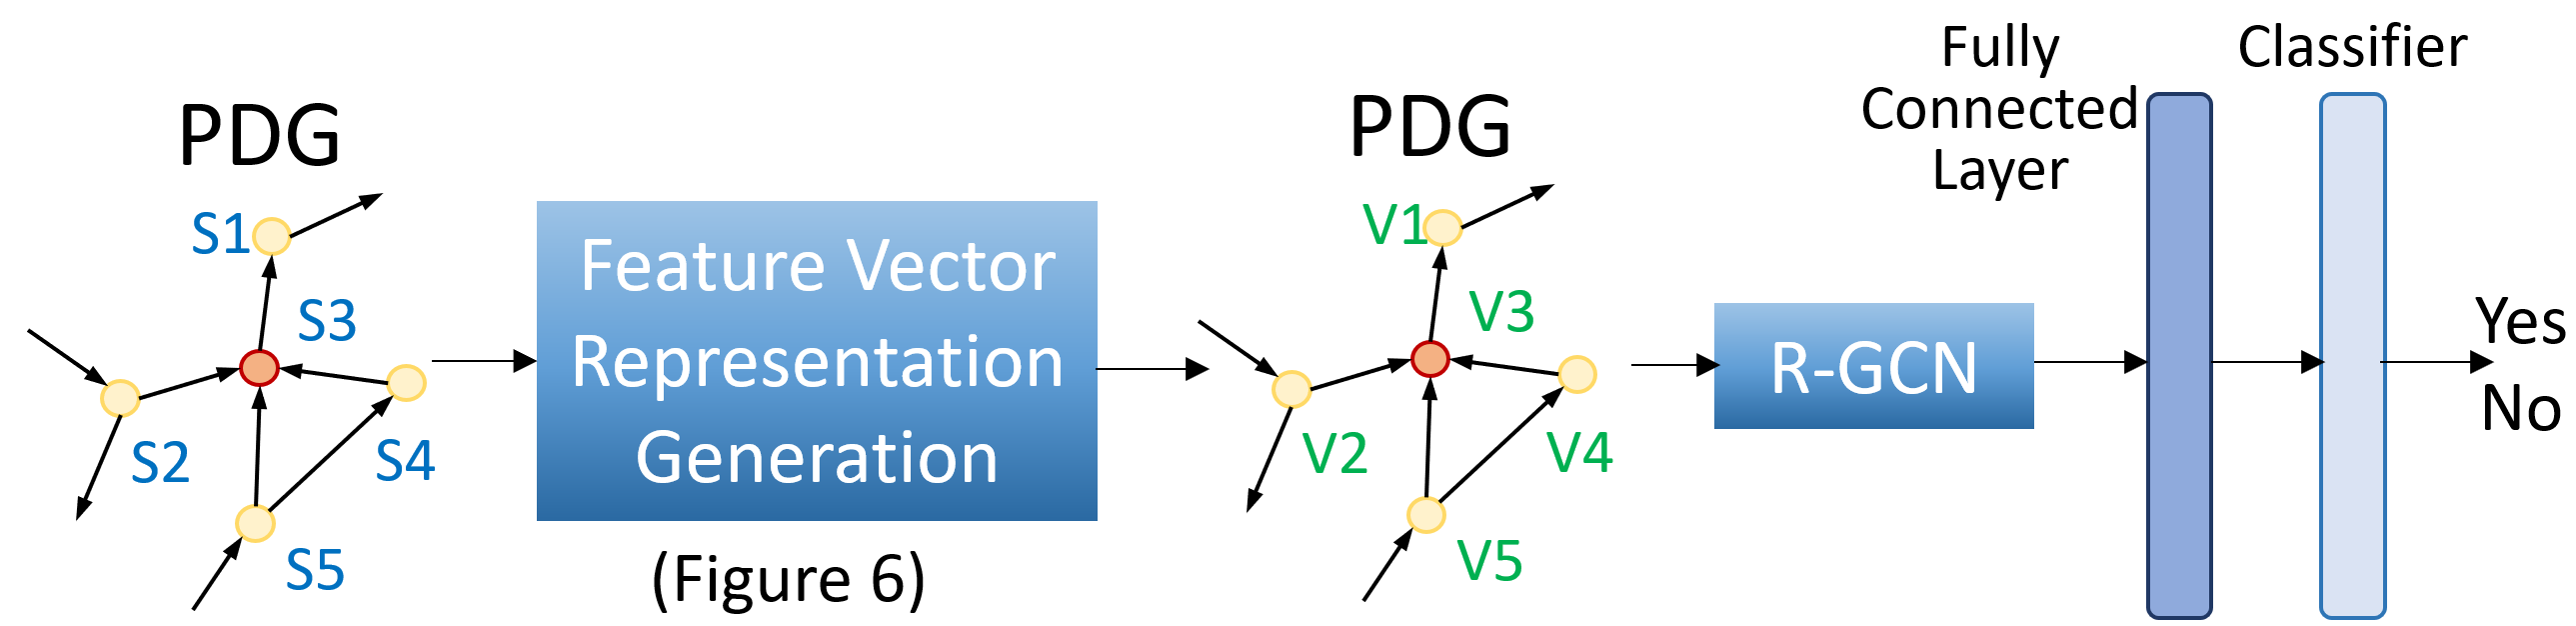 PDG
S1
S3
S2
S4
S5
Feature Vector
Representation
Generation
(Figure 6)
PDG
V1
V3
V2
V4
V5
R-GCN
Fully
Connected
Layer
Classifier
Yes
No